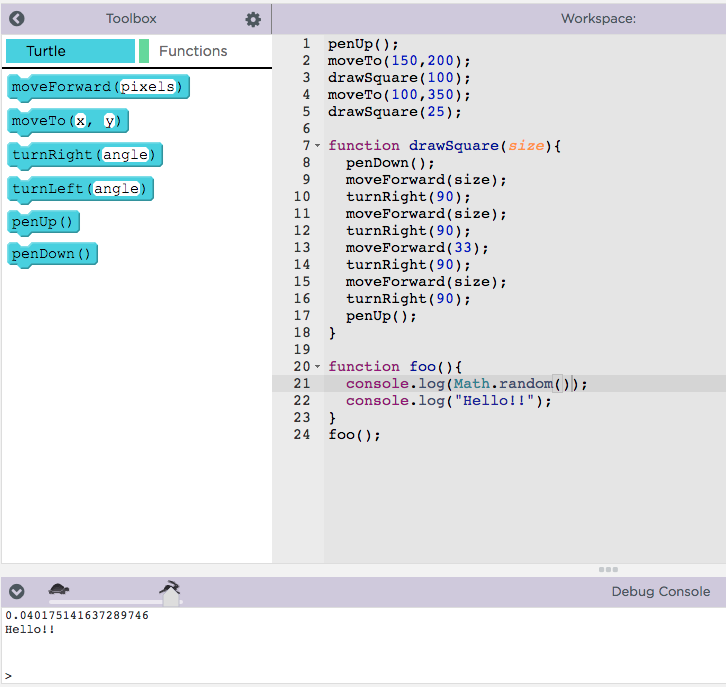 Toolbox
Workspace:
Turtle
Functions
moveForward(pixels)
moveTo(x, y)
turnRight(angle)
turnLeft(angle)
penUp()
penDown()
1 penUp();
2 moveTo(150,200);
3 drawSquare(100);
4 moveTo(100,350);
5 drawSquare(25);
6
7 function drawSquare(size){
8 penDown();
9 moveForward(size);
10 turnRight(90);
11 moveForward(size);
12 turnRight(90);
13 moveForward(33);
14 turnRight(90);
15 moveForward(size);
16 turnRight(90);
17 penUp();
18 }
19
20 function foo(){
21 console.log(Math.random());
22 console.log("Hello!!");
23 }
24 foo();
Debug Console
0.040175141637289746
Hello!!
>